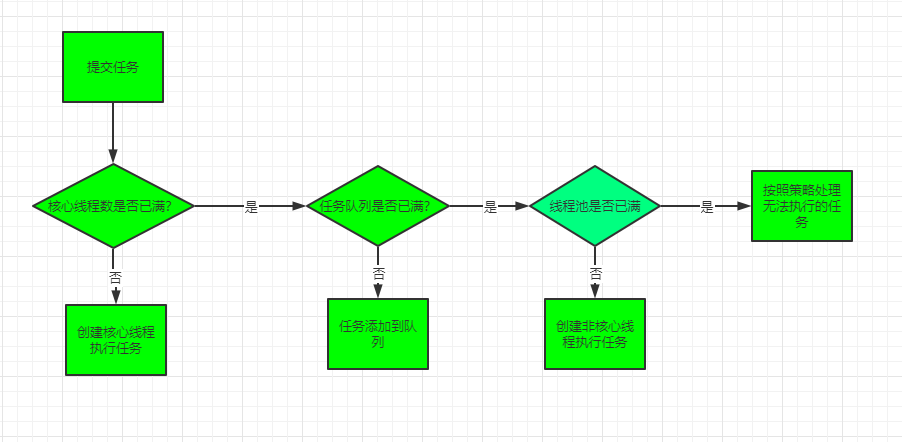 提交任务
核心线程数是否已满?
是
任务队列是否已满?
是
线程池是否已满
是
按照策略处理
无法执行的任
务
否
创建核心线程
执行任务
否
任务添加到队
列
否
创建非核心线
程执行任务